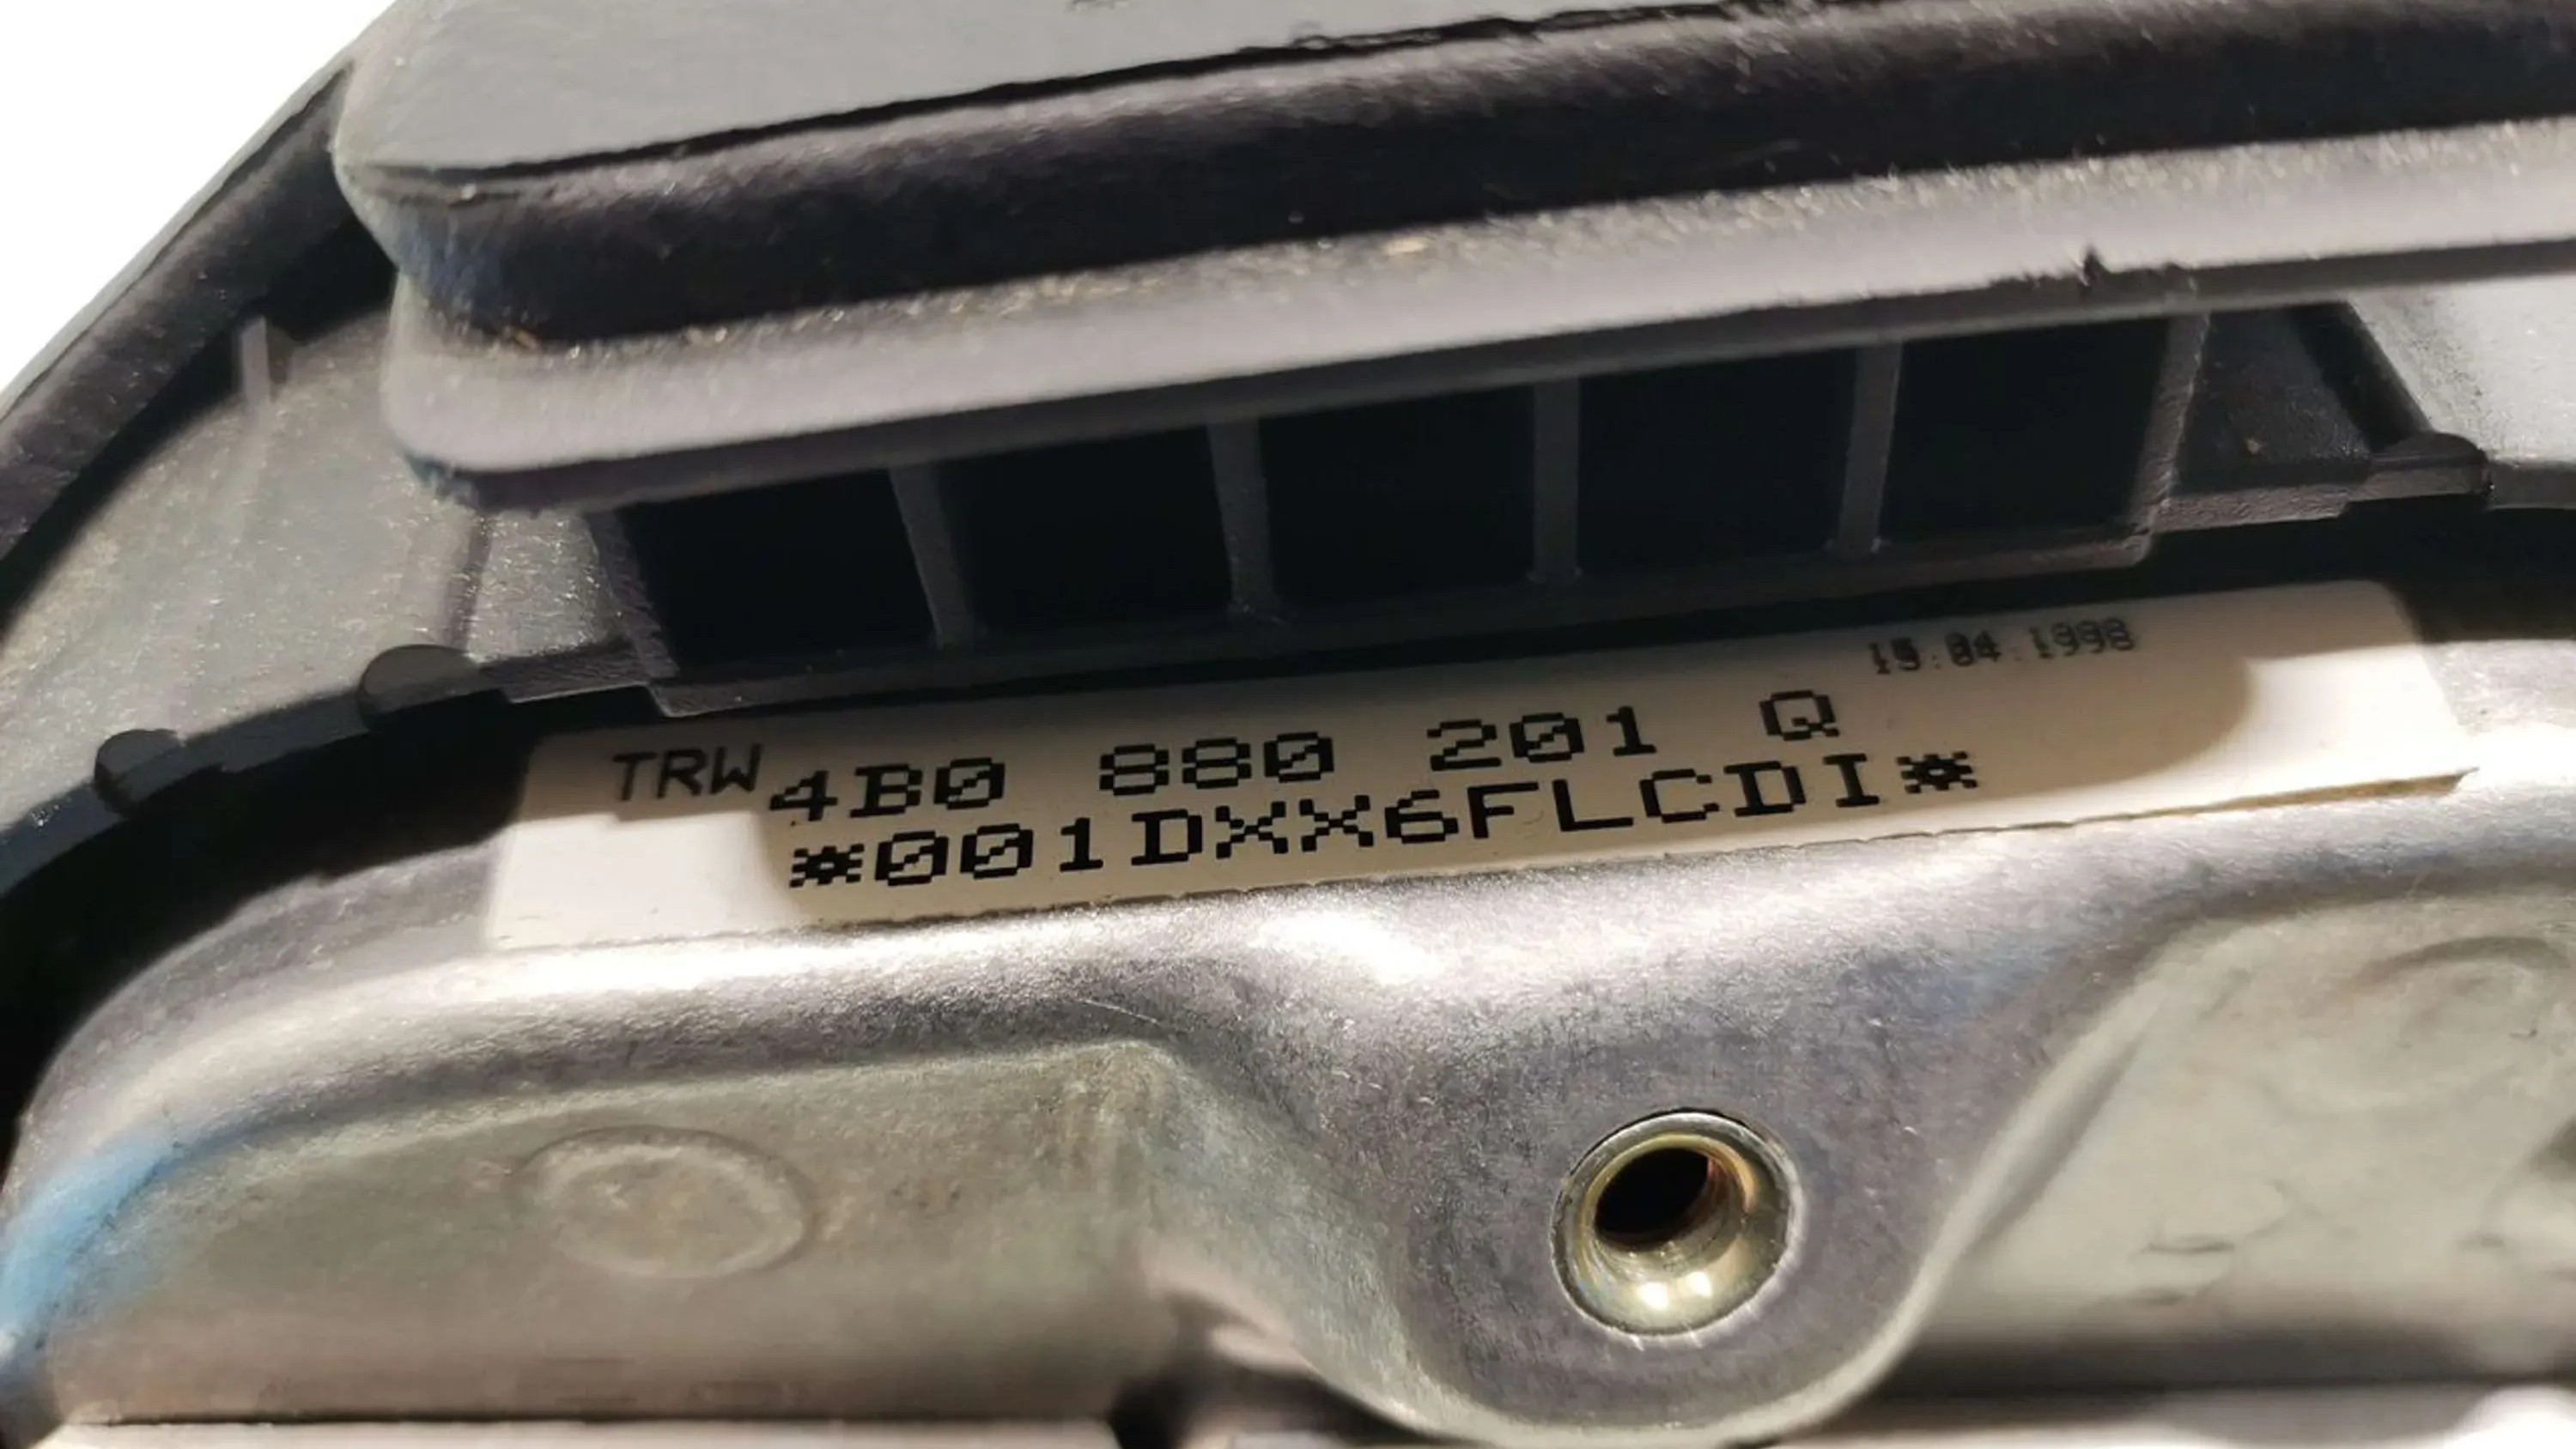 15.04.1998
TRW 4B0 880 201 Q
*001DXX6FLCDI*